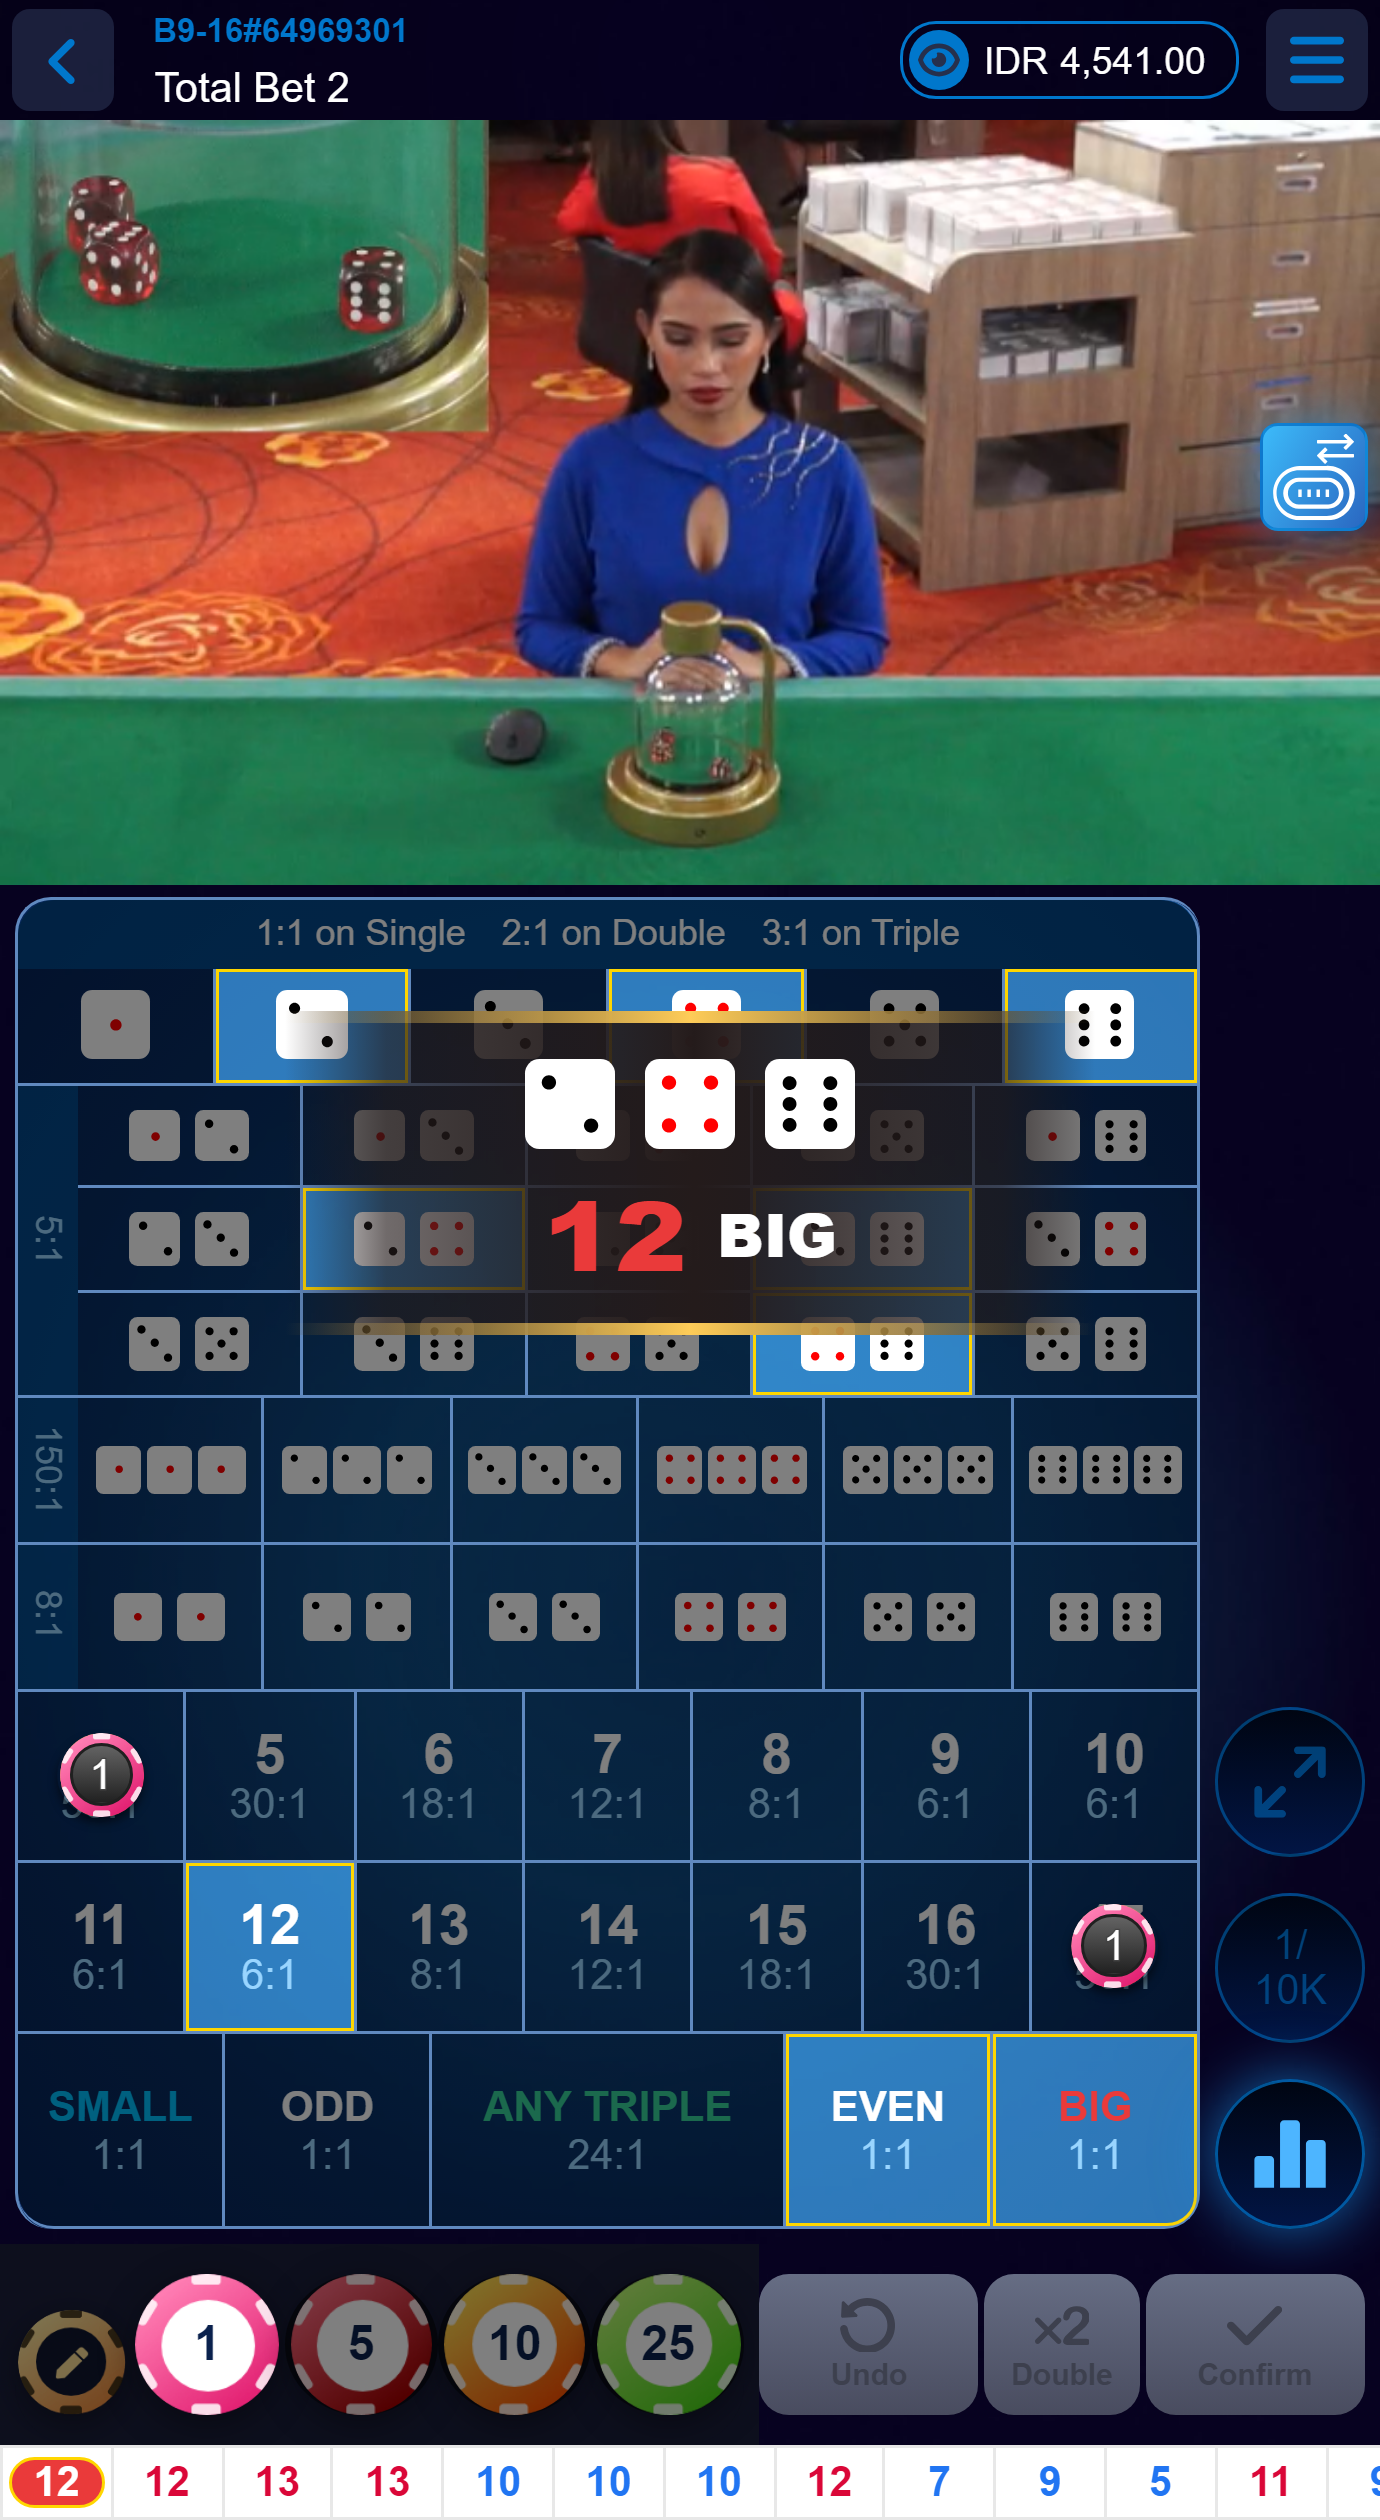 B9-16#64969301
Total Bet 2
IDR 4,541.00
1:1 on Single 2:1 on Double 3:1 on Triple
12 BIG
5:1
150:1
8:1
1
5 6 7 8 9 10
30:1 18:1 12:1 8:1 6:1 6:1
11 12 13 14 15 16
1
6:1 6:1 8:1 12:1 18:1 30:1
1/
10K
SMALL ODD ANY TRIPLE EVEN BIG
1:1 1:1 24:1 1:1 1:1
1 5 10 25
x2
Undo Double Confirm
12 12 13 13 10 10 10 12 7 9 5 11